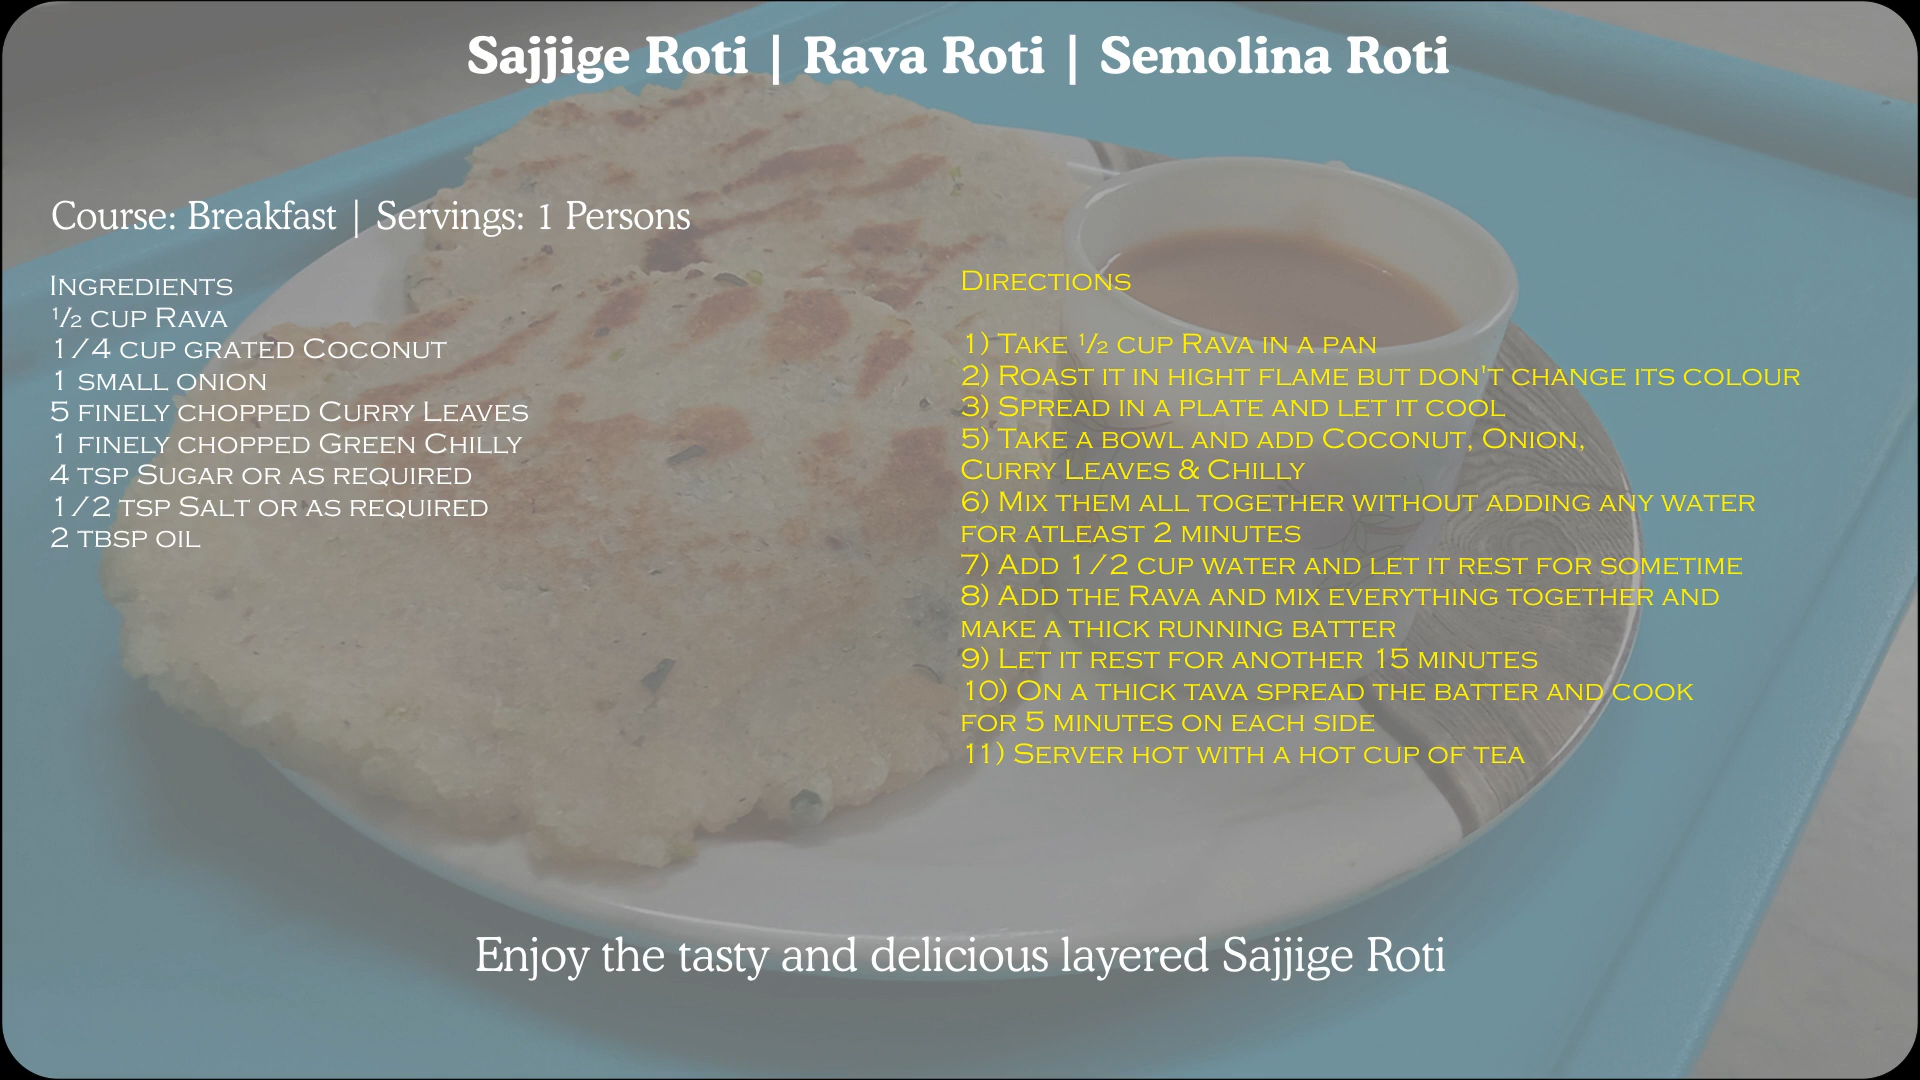 Sajjige Roti | Rava Roti | Semolina Roti
Course: Breakfast | Servings: 1 Persons
Ingredients
½ cup Rava
1/4 cup grated Coconut
1 small onion
5 finely chopped Curry Leaves
1 finely chopped Green Chilly
4 tsp Sugar or as required
1/2 tsp Salt or as required
2 tbsp oil
Directions
1) Take ½ cup Rava in a pan
2) Roast it in hight flame but don't change its colour
3) Spread in a plate and let it cool
5) Take a bowl and add Coconut, Onion,
Curry Leaves & Chilly
6) Mix them all together without adding any water
for atleast 2 minutes
7) Add 1/2 cup water and let it rest for sometime
8) Add the Rava and mix everything together and
make a thick running batter
9) Let it rest for another 15 minutes
10) On a thick tava spread the batter and cook
for 5 minutes on each side
11) Server hot with a hot cup of tea
Enjoy the tasty and delicious layered Sajjige Roti